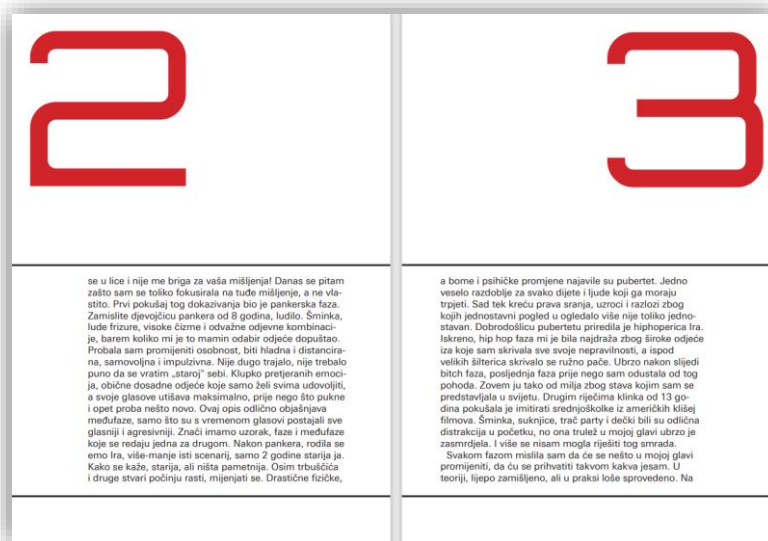 2
se u lice i nije me briga za vaša mišljenja! Danas se pitam
zašto sam se toliko fokusirala na tuđe mišljenje, a ne vla-
stito. Prvi pokušaj tog dokazivanja bio je pankerska faza.
Zamislite djevojčicu pankera od 8 godina, ludilo. Šminka,
lude frizure, visoke čizme i odvažne odjevne kombinaci-
je, barem koliko mi je to mamin odabir odjeće dopuštao.
Probala sam promijeniti osobnost, biti hladna i distancira-
na, samovoljna i impulzivna. Nije dugo trajalo, nije trebalo
puno da se vratim „staroj" sebi. Klupko pretjeranih emoci-
ja, obične dosadne odjeće koje samo želi svima udovoljiti,
a svoje glasove utišava maksimalno, prije nego što pukne
i opet proba nešto novo. Ovaj opis odlično objašnjava
međufaze, samo što su s vremenom glasovi postajali sve
glasniji i agresivniji. Znači imamo uzorak, faze i međufaze
koje se redaju jedna za drugom. Nakon pankera, rodila se
emo Ira, više-manje isti scenarij, samo 2 godine starija ja.
Kako se kaže, starija, ali ništa pametnija. Osim trbuščića
i druge stvari počinju rasti, mijenjati se. Drastične fizičke,
3
a bome i psihičke promjene najavile su pubertet. Jedno
veselo razdoblje za svako dijete i ljude koji ga moraju
trpjeti. Sad tek kreću prava sranja, uzroci i razlozi zbog
kojih jednostavni pogled u ogledalo više nije toliko jedno-
stavan. Dobrodošlicu pubertetu priredila je hiphoperica Ira.
Iskreno, hip hop faza mi je bila najdraža zbog široke odjeće
iza koje sam skrivala sve svoje nepravilnosti, a ispod
velikih šilterica skrivalo se ružno pače. Ubrzo nakon slijedi
bitch faza, posljednja faza prije nego sam odustala od tog
pohoda. Zovem ju tako od milja zbog stava kojim sam se
predstavljala u svijetu. Drugim riječima klinka od 13 go-
dina pokušala je imitirati srednjoškolke iz američkih klišej
filmova. Šminka, suknjice, trač party i dečki bili su odlična
distrakcija u početku, no ona trulež u mojoj glavi ubrzo je
zasmrdjela. I više se nisam mogla riješiti tog smrada.
Svakom fazom mislila sam da će se nešto u mojoj glavi
promijeniti, da ću se prihvatiti takvom kakva jesam. U
teoriji, lijepo zamišljeno, ali u praksi loše sprovedeno. Na